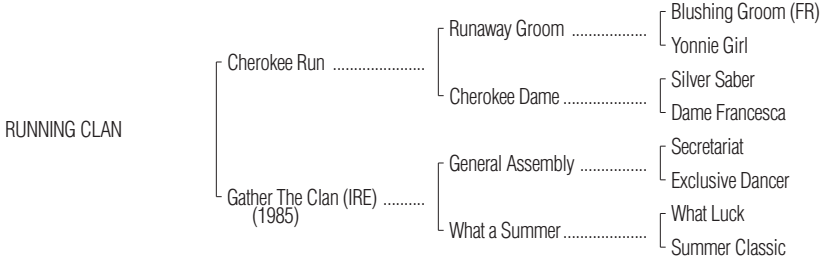 Blushing Groom (FR)
Runaway Groom ..................
Yonnie Girl
Cherokee Run ......................
Silver Saber
Cherokee Dame ....................
Dame Francesca
RUNNING CLAN
Secretariat
General Assembly ................
Exclusive Dancer
Gather The Clan (IRE) ..........
(1985)
What Luck
What a Summer ....................
Summer Classic